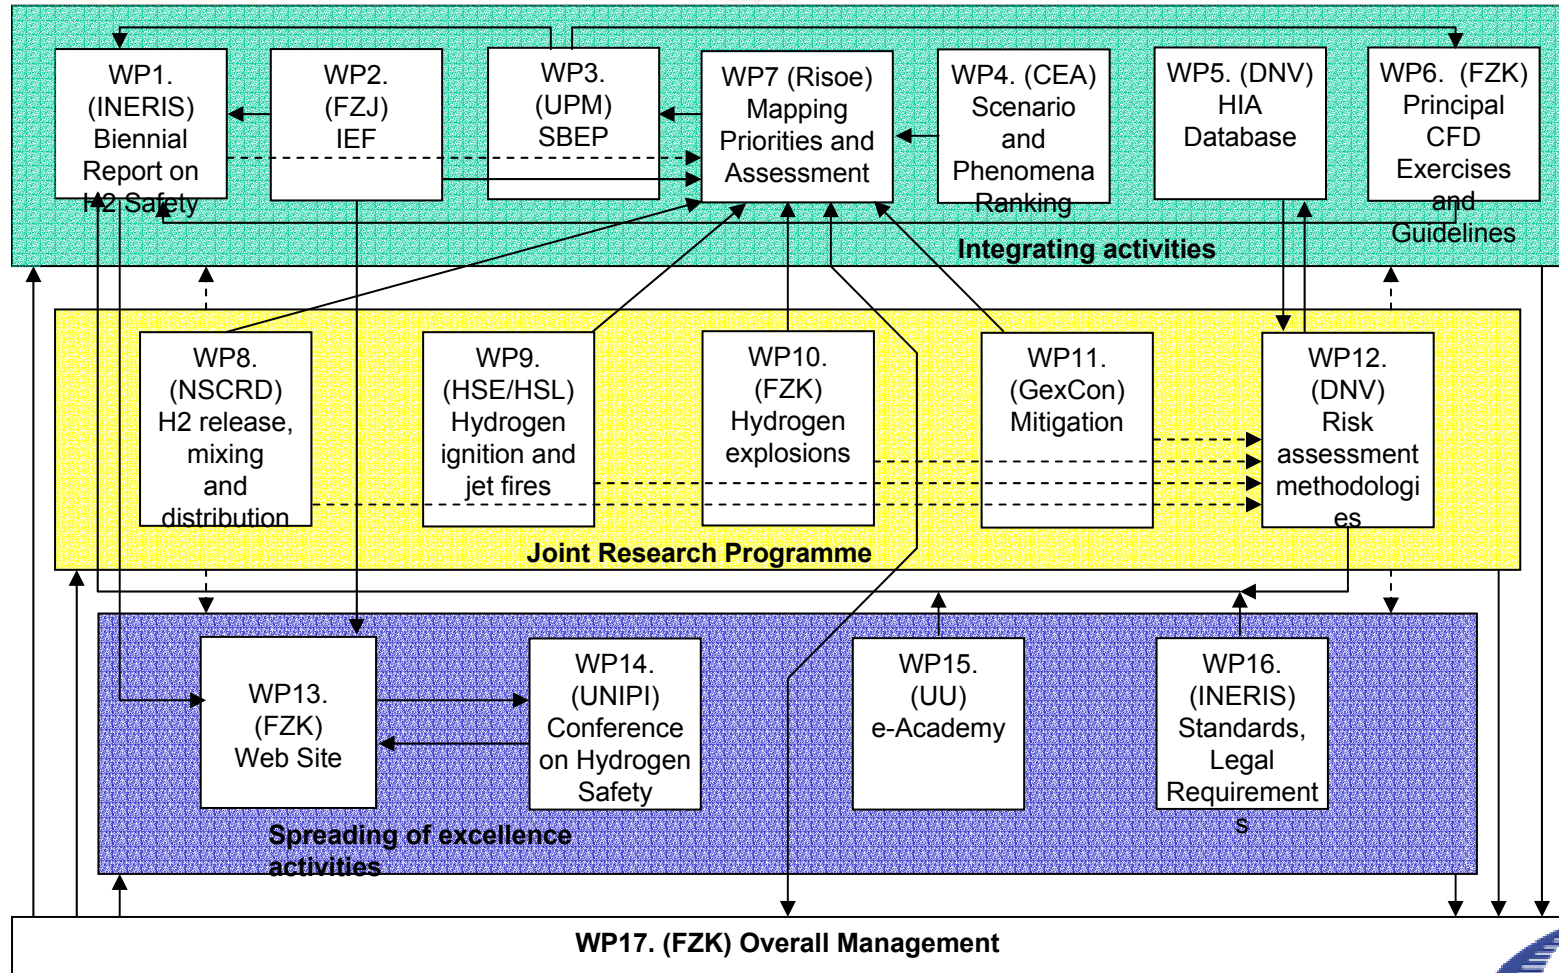 WP1.
(INERIS)
Biennial
Report on
H2 Safety
WP2.
(FZJ)
IEF
WP3.
(UPM)
SBEP
WP7 (Risoe)
Mapping
Priorities and
Assessment
WP4. (CEA)
Scenario
and
Phenomena
Ranking
WP5. (DNV)
HIA
Database
WP6. (FZK)
Principal
CFD
Exercises
and
Guidelines
Integrating activities
WP8.
(NSCRD)
H2 release,
mixing
and
distribution
WP9.
(HSE/HSL)
Hydrogen
ignition and
jet fires
WP10.
(FZK)
Hydrogen
explosions
WP11.
(GexCon)
Mitigation
WP12.
(DNV)
Risk
assessment
methodologi
es
Joint Research Programme
WP13.
(FZK)
Web Site
WP14.
(UNIPI)
Conference
on Hydrogen
Safety
WP15.
(UU)
e-Academy
WP16.
(INERIS)
Standards,
Legal
Requirement
s
Spreading of excellence
activities
WP17. (FZK) Overall Management